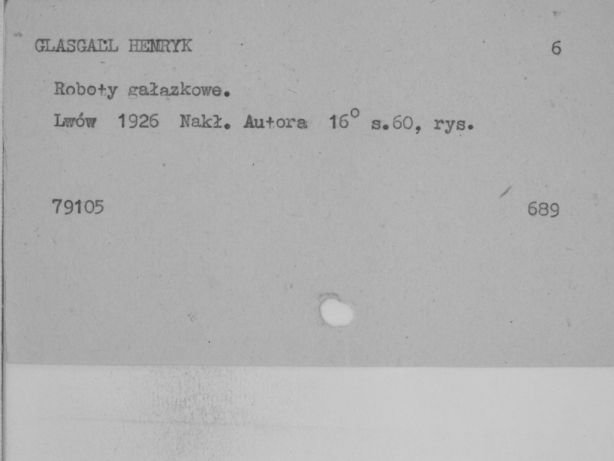 GLASGALL HENRYK 6
Roboty gałązkowe.
Lwów 1926 Nakł. Autora 16° s.60, rys.
79105 689